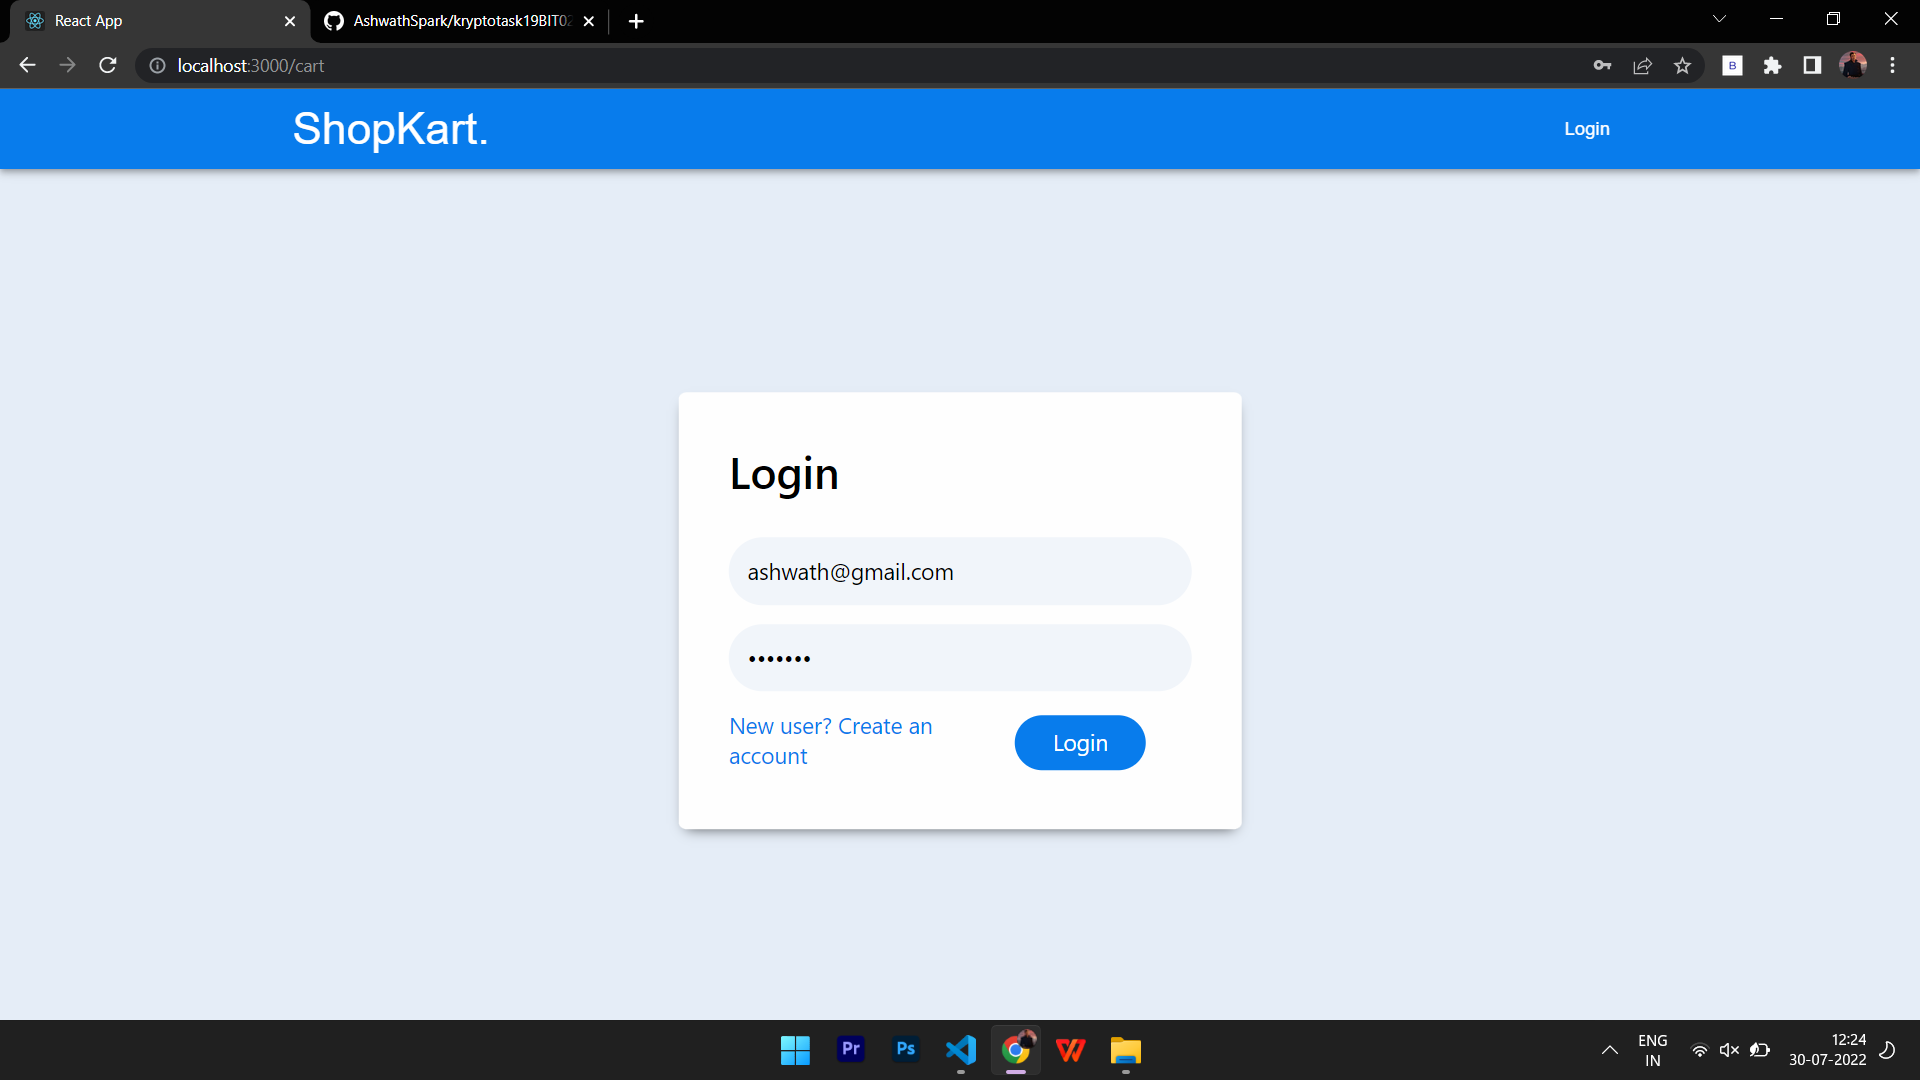 React App
AshwathSpark/kryptotask19BIT02
localhost:3000/cart
B
ShopKart.
Login
Login
ashwath@gmail.com
•••••••
New user? Create an
account
Login
Pr
Ps
ENG
IN
12:24
30-07-2022